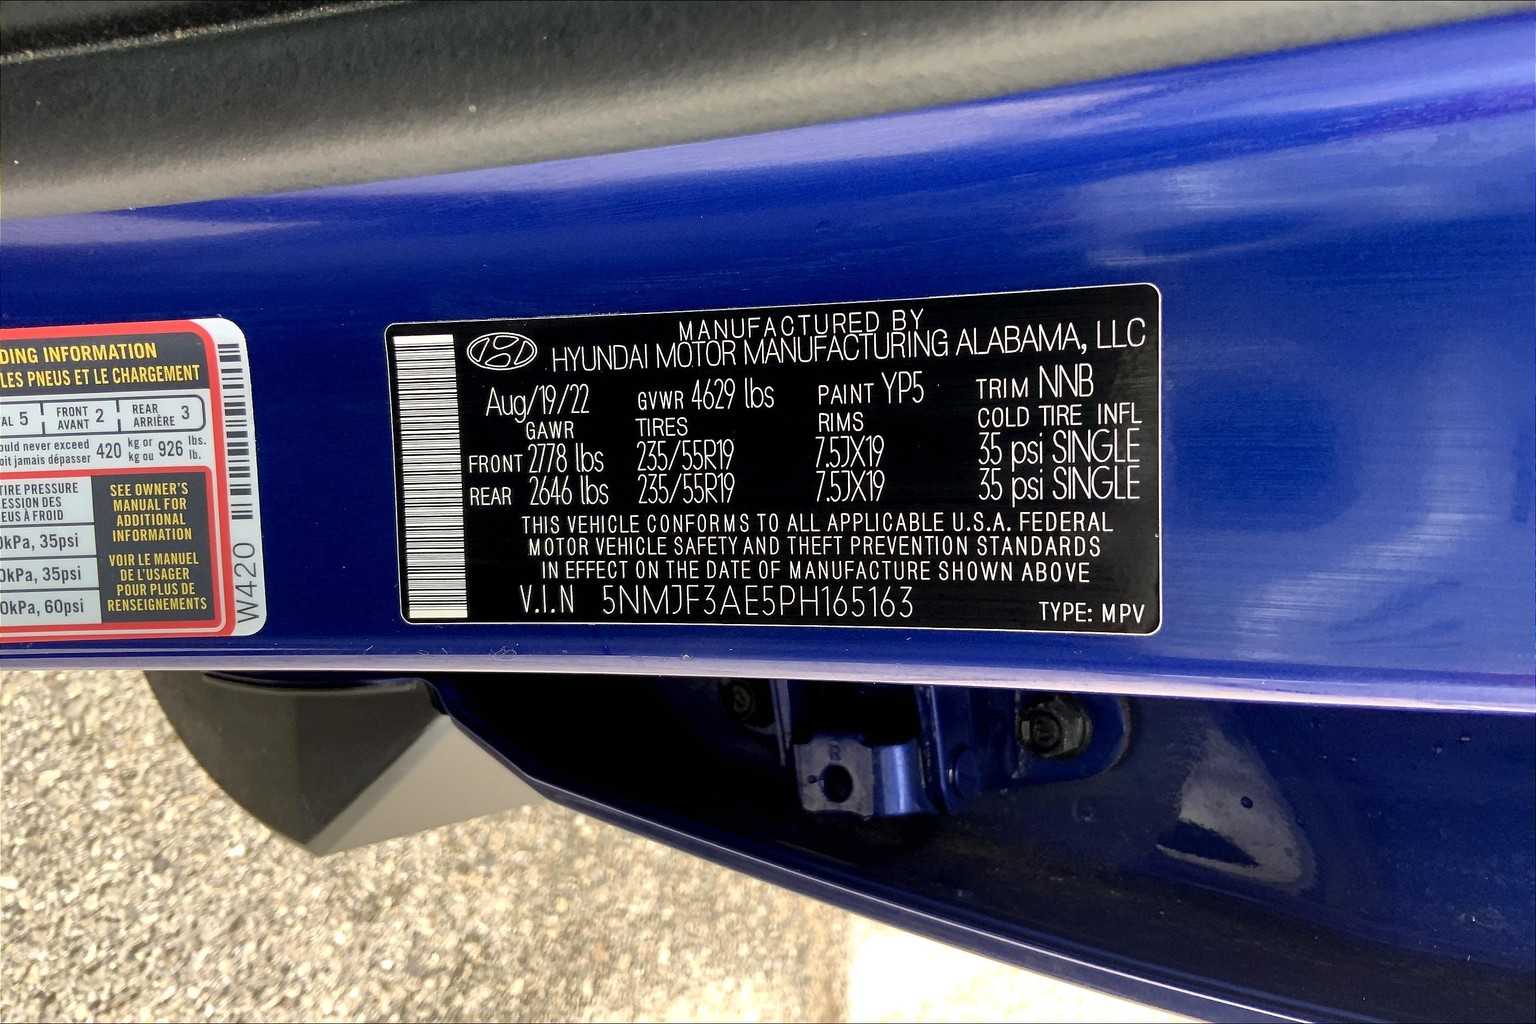 DING INFORMATION
LES PNEUS ET LE CHARGEMENT
AL 5 FRONT AVANT 2 REAR ARRIÈRE 3
ould never exceed 420 kg or 926 lbs.
oit jamais dépasser kg ou lb.
TIRE PRESSURE
ESSION DES
EUS À FROID
0kPa, 35psi
0kPa, 35psi
0kPa, 60psi
SEE OWNER'S
MANUAL FOR
ADDITIONAL
INFORMATION
VOIR LE MANUEL
DE L'USAGER
POUR PLUS DE
RENSEIGNEMENTS
W420
MANUFACTURED BY
HYUNDAI MOTOR MANUFACTURING ALABAMA, LLC
Aug/19/22 GVWR 4629 lbs PAINT YP5 TRIM NNB
GAWR TIRES RIMS COLD TIRE INFL
FRONT 2778 lbs 235/55R19 7.5JX19 35 psi SINGLE
REAR 2646 lbs 235/55R19 7.5JX19 35 psi SINGLE
THIS VEHICLE CONFORMS TO ALL APPLICABLE U.S.A. FEDERAL
MOTOR VEHICLE SAFETY AND THEFT PREVENTION STANDARDS
IN EFFECT ON THE DATE OF MANUFACTURE SHOWN ABOVE
V.I.N 5NMJF3AE5PH165163 TYPE: MPV
R